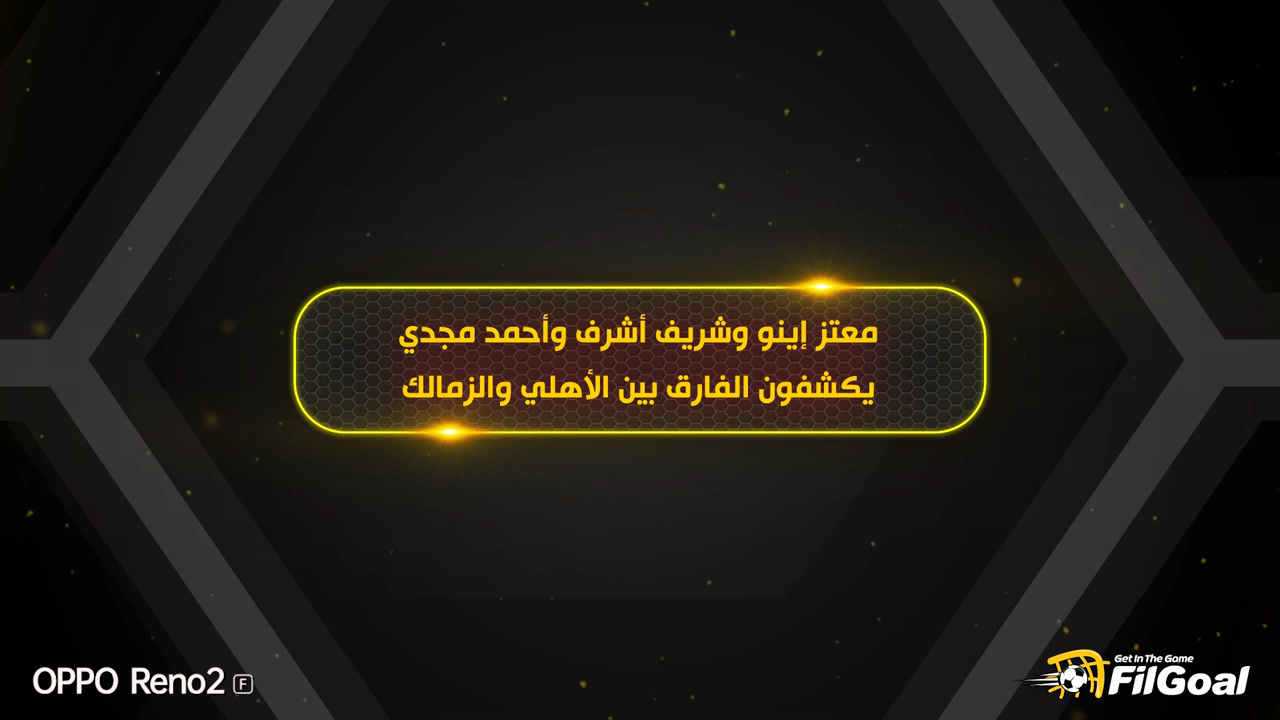 معتز إينو وشريف أشرف وأحمد مجدي
يكشفون الفارق بين الأهلي والزمالك
OPPO Reno2 F
Get In The Game
FilGoal